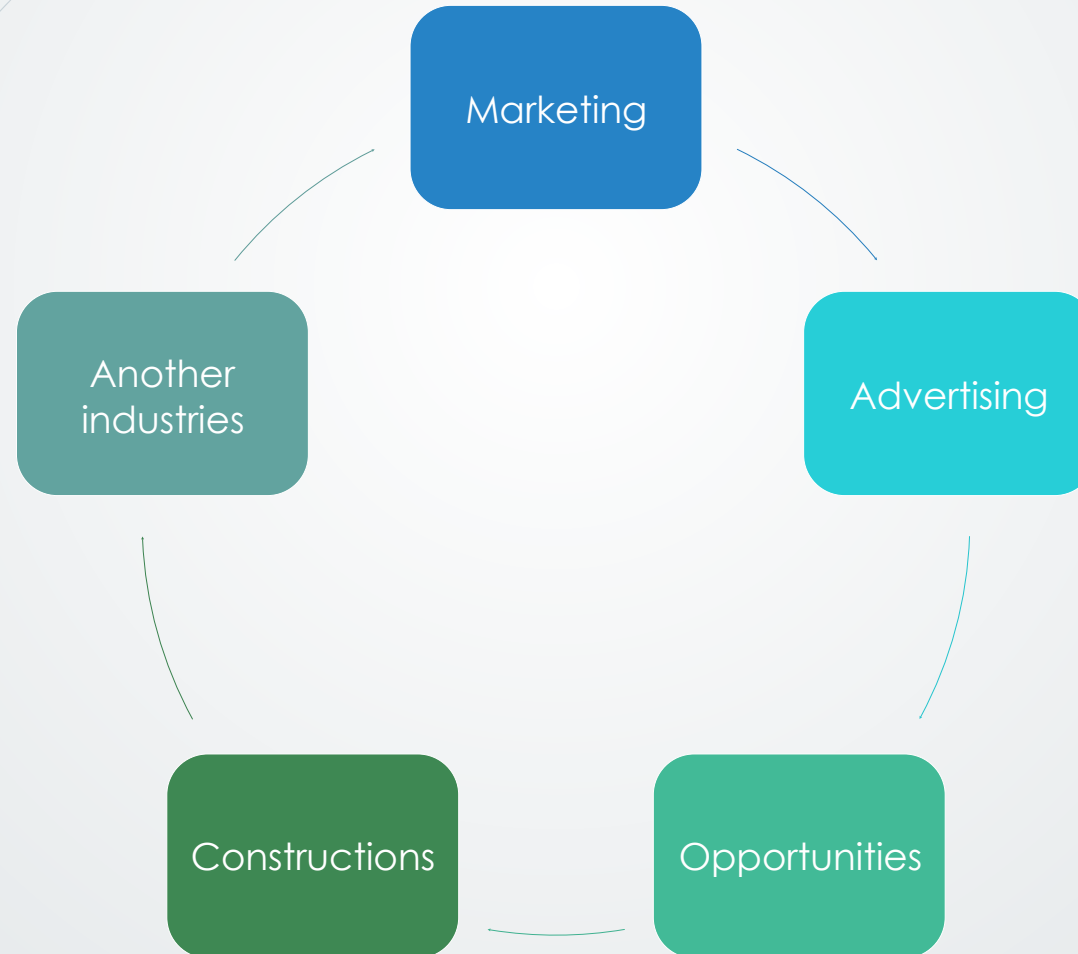 Marketing
Advertising
Opportunities
Constructions
Another
industries